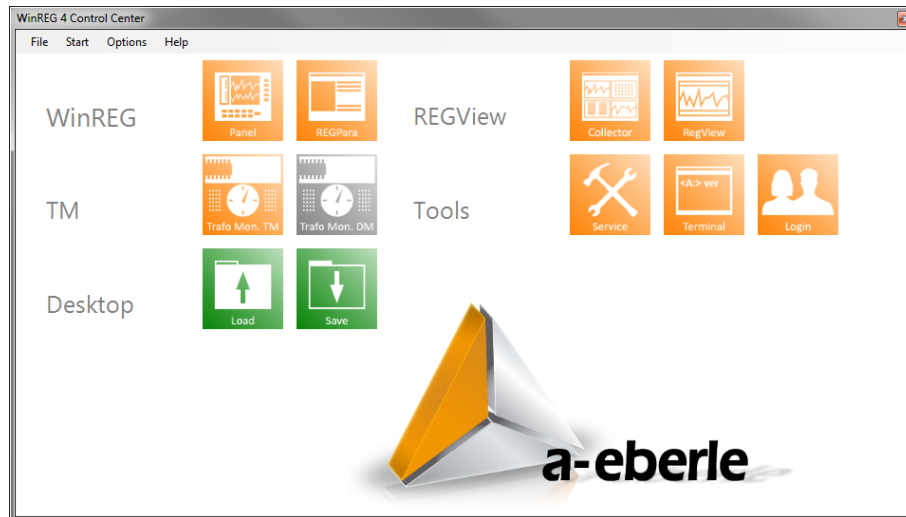 WinREG 4 Control Center
File Start Options Help
WinREG
Panel
REGPara
REGView
Collector
RegView
TM
Trafo Mon. TM
Trafo Mon. DM
Tools
<A:> ver
Service
Terminal
Login
Desktop
Load
Save
a-eberle